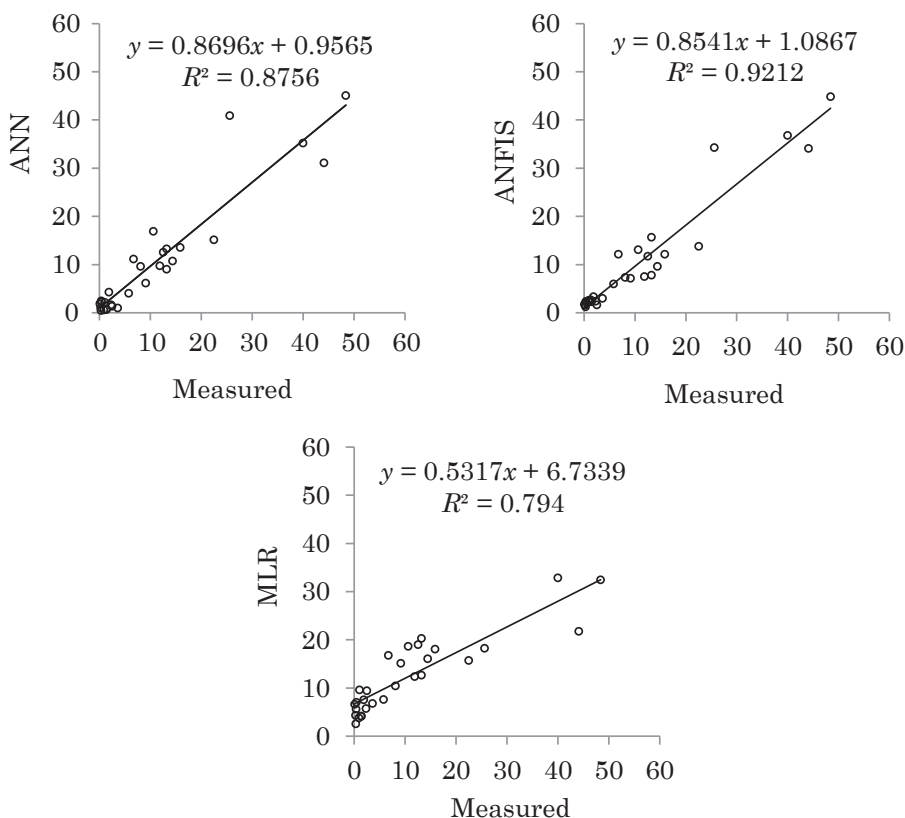 y = 0.8696x + 0.9565
R² = 0.8756
ANN
60
50
40
30
20
10
0
0 10 20 30 40 50 60
Measured
y = 0.8541x + 1.0867
R² = 0.9212
ANFIS
60
50
40
30
20
10
0
0 10 20 30 40 50 60
Measured
y = 0.5317x + 6.7339
R² = 0.794
MLR
60
50
40
30
20
10
0
0 10 20 30 40 50 60
Measured